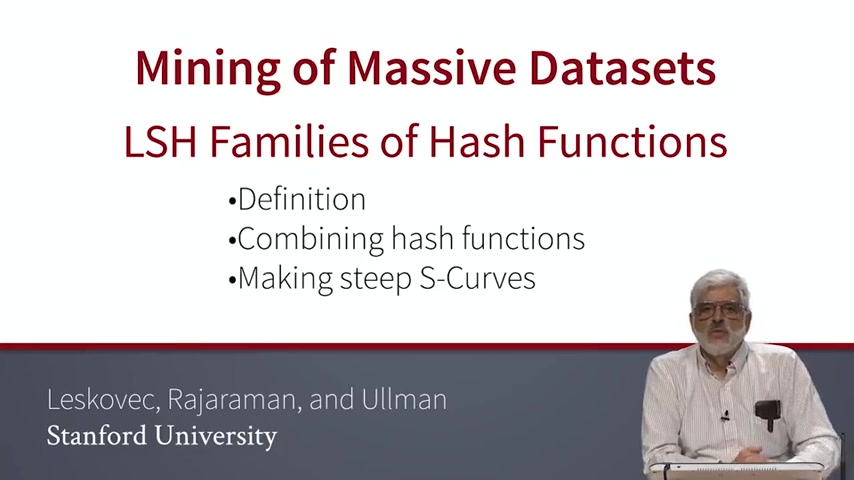 Mining of Massive Datasets
LSH Families of Hash Functions
•Definition
•Combining hash functions
•Making steep S-Curves
Leskovec, Rajaraman, and Ullman
Stanford University